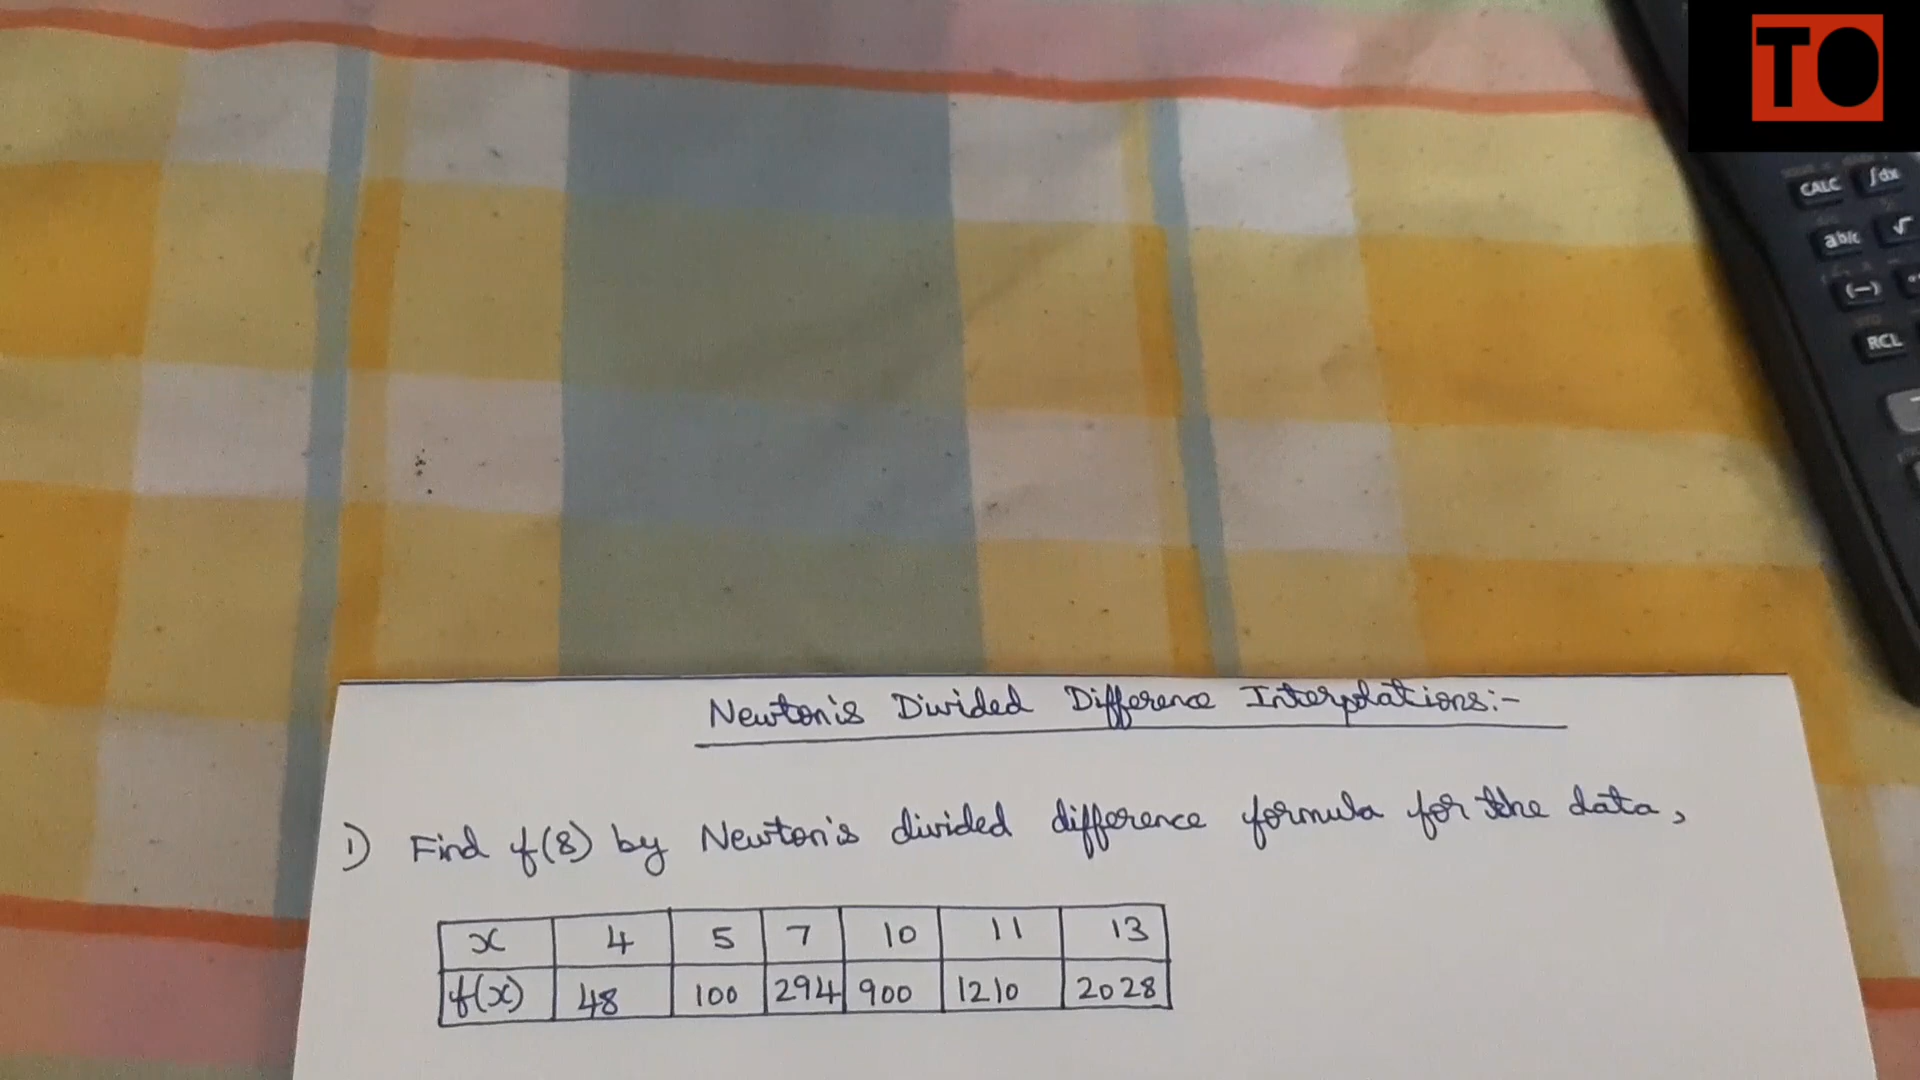 TO
CALC ∫dx
ab/c √
(−)
RCL
Newton's Divided Difference Interpolations:-
1) Find f(8) by Newton's divided difference formula for the data,
x 4 5 7 10 11 13
f(x) 48 100 294 900 1210 2028